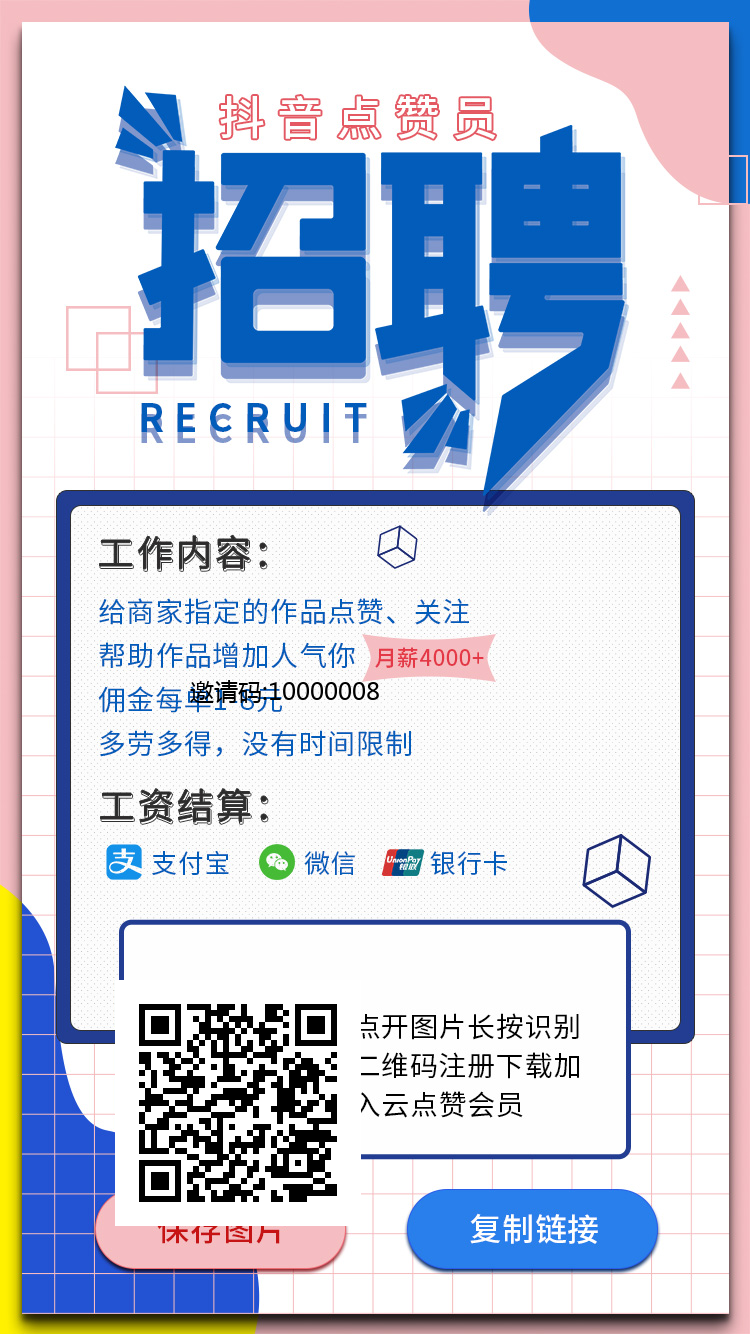 抖音点赞员
招聘
RECRUIT
工作内容：
给商家指定的作品点赞、关注
帮助作品增加人气你 月薪4000+
佣金每单1-8元
邀请码:10000008
多劳多得，没有时间限制
工资结算：
支付宝 微信 UnionPay 银联 银行卡
点开图片长按识别
二维码注册下载加
入云点赞会员
保存图片 复制链接